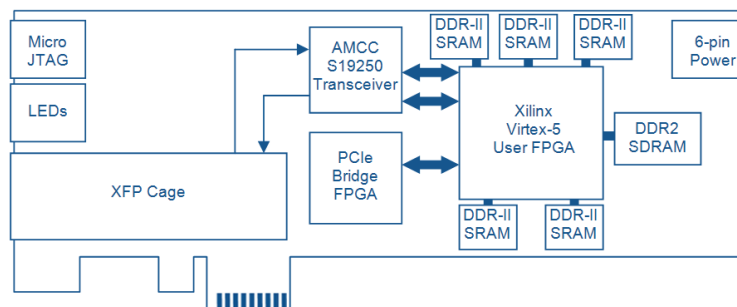 Micro
JTAG
AMCC
S19250
Transceiver
DDR-II
SRAM
DDR-II
SRAM
DDR-II
SRAM
6-pin
Power
LEDs
Xilinx
Virtex-5
User FPGA
DDR2
SDRAM
PCIe
Bridge
FPGA
XFP Cage
DDR-II
SRAM
DDR-II
SRAM